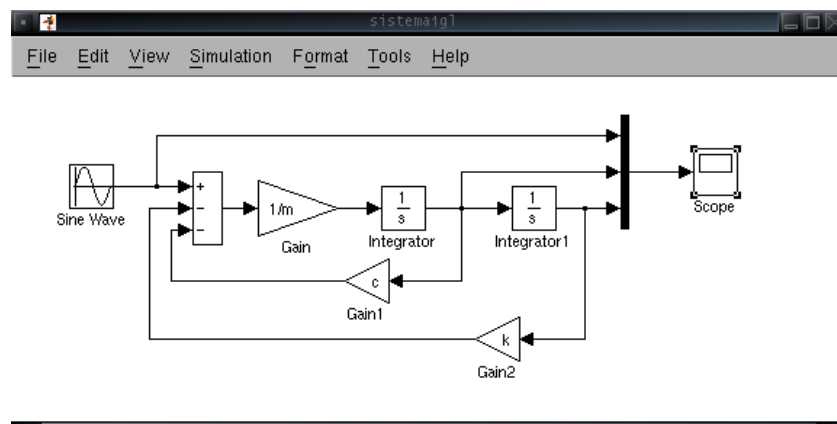 sistema1gl
File Edit View Simulation Format Tools Help
Sine Wave
+
−
−
1/m
Gain
1
s
Integrator
1
s
Integrator1
Scope
c
Gain1
k
Gain2